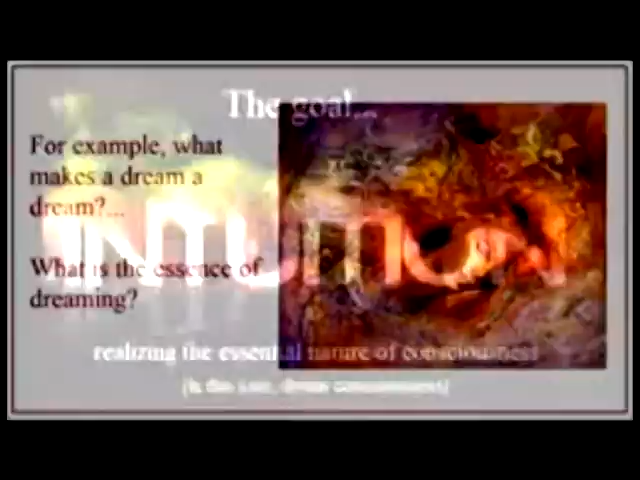 The goal...
For example, what
makes a dream a
dream?...
INTUITION
What is the essence of
dreaming?
realizing the essential nature of consciousness